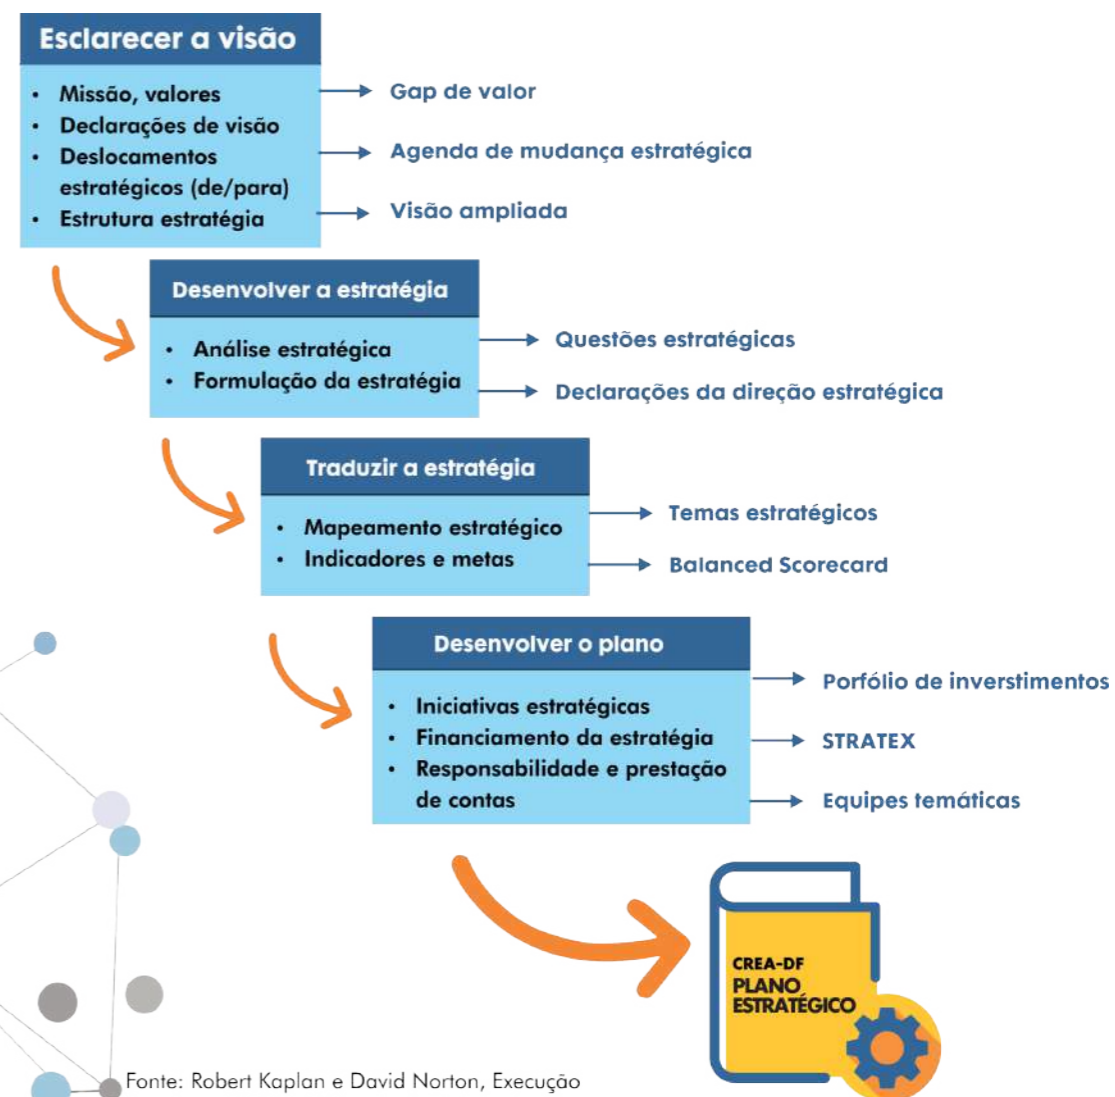 Esclarecer a visão
• Missão, valores
• Declarações de visão
• Deslocamentos
estratégicos (de/para)
• Estrutura estratégia
Gap de valor
Agenda de mudança estratégica
Visão ampliada
Desenvolver a estratégia
• Análise estratégica
• Formulação da estratégia
Questões estratégicas
Declarações da direção estratégica
Traduzir a estratégia
• Mapeamento estratégico
• Indicadores e metas
Temas estratégicos
Balanced Scorecard
Desenvolver o plano
• Iniciativas estratégicas
• Financiamento da estratégia
• Responsabilidade e prestação
de contas
Porfólio de inverstimentos
STRATEX
Equipes temáticas
CREA-DF
PLANO
ESTRATÉGICO
Fonte: Robert Kaplan e David Norton, Execução